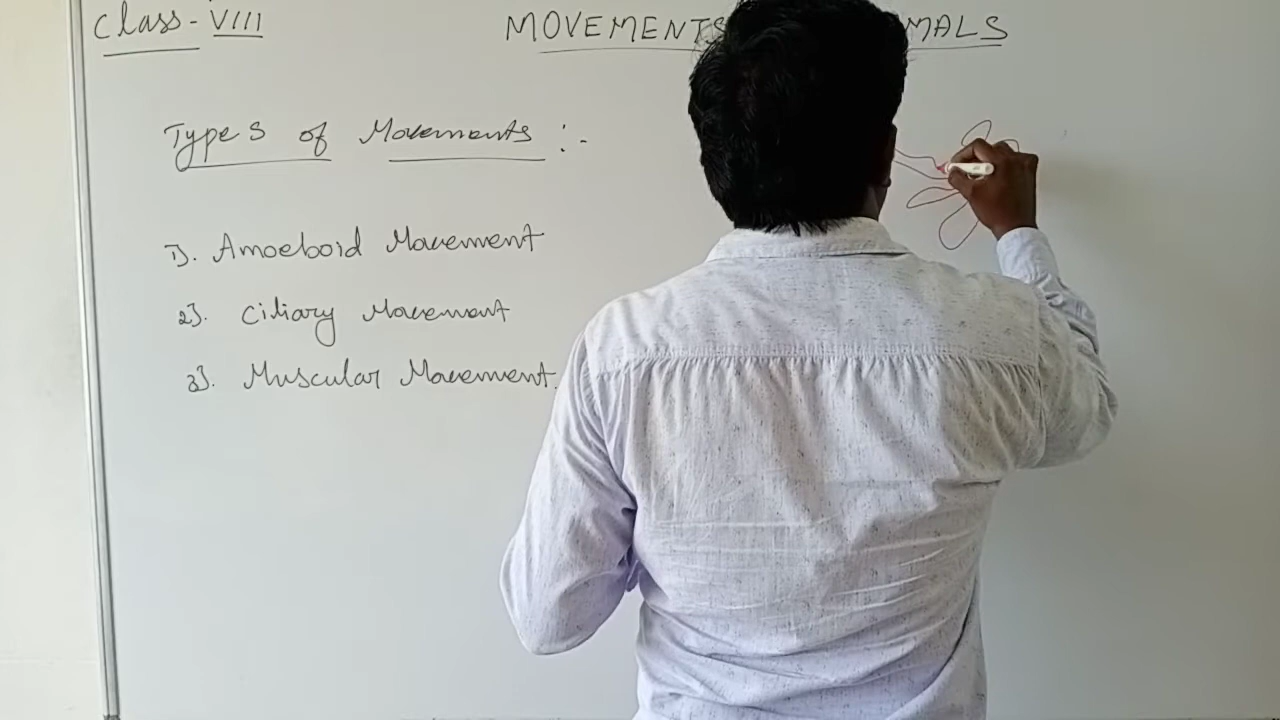 Class-VIII
MOVEMENTS MALS
Types of Movements :-
1). Amoeboid Movement
2). Ciliary Movement
3). Muscular Movement.